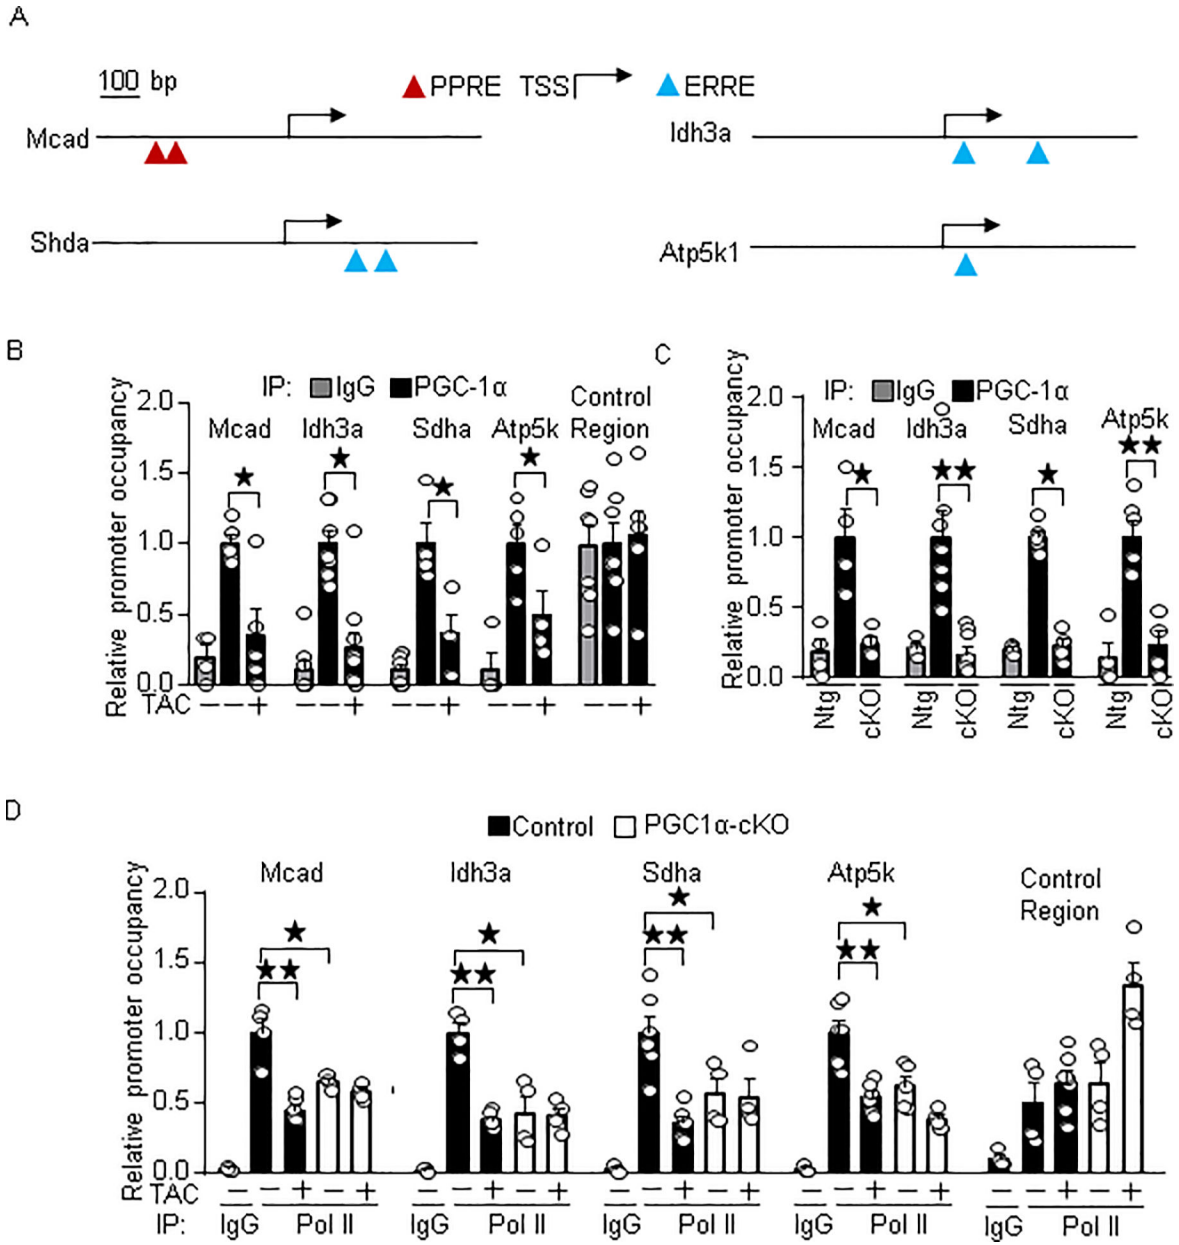 A
100 bp
PPRE TSS ERRE
Mcad
Idh3a
Shda
Atp5k1
B
IP: IgG PGC-1α
Control
Region
Mcad Idh3a Sdha Atp5k
Relative promoter occupancy
2.0
1.5
1.0
0.5
0.0
TAC − − + − − + − − + − − + − − +
C
IP: IgG PGC-1α
Mcad Idh3a Sdha Atp5k
Relative promoter occupancy
2.0
1.5
1.0
0.5
0.0
Ntg cKO Ntg cKO Ntg cKO Ntg cKO
D
Control PGC1α-cKO
Mcad Idh3a Sdha Atp5k Control
Region
Relative promoter occupancy
2.0
1.5
1.0
0.5
0.0
TAC − − + − + − − + − + − − + − + − − + − + − − + − +
IP: IgG Pol II IgG Pol II IgG Pol II IgG Pol II IgG Pol II